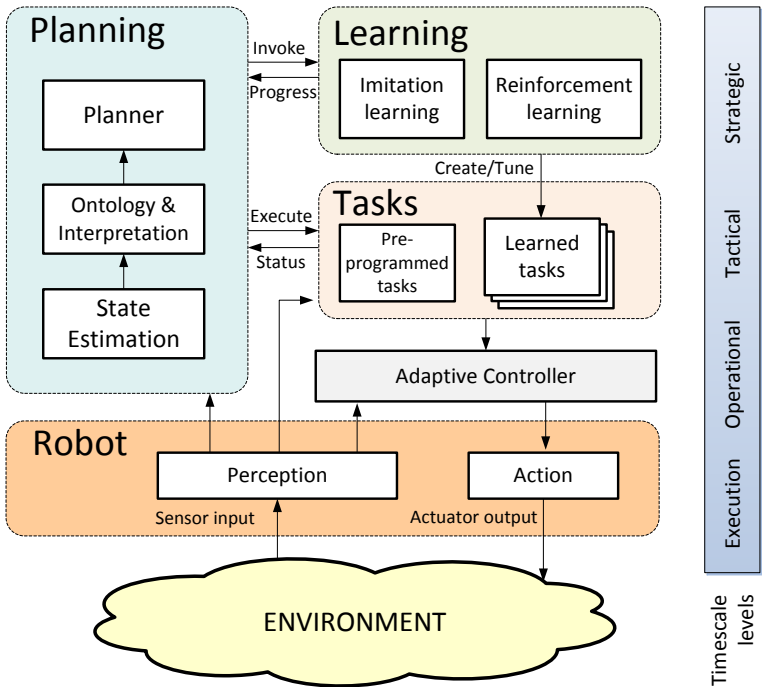 Planning
Planner
Ontology &
Interpretation
State
Estimation
Invoke
Progress
Execute
Status
Learning
Imitation
learning
Reinforcement
learning
Create/Tune
Tasks
Pre-
programmed
tasks
Learned
tasks
Adaptive Controller
Robot
Perception
Action
Sensor input
Actuator output
ENVIRONMENT
Strategic
Tactical
Operational
Execution
Timescale
levels